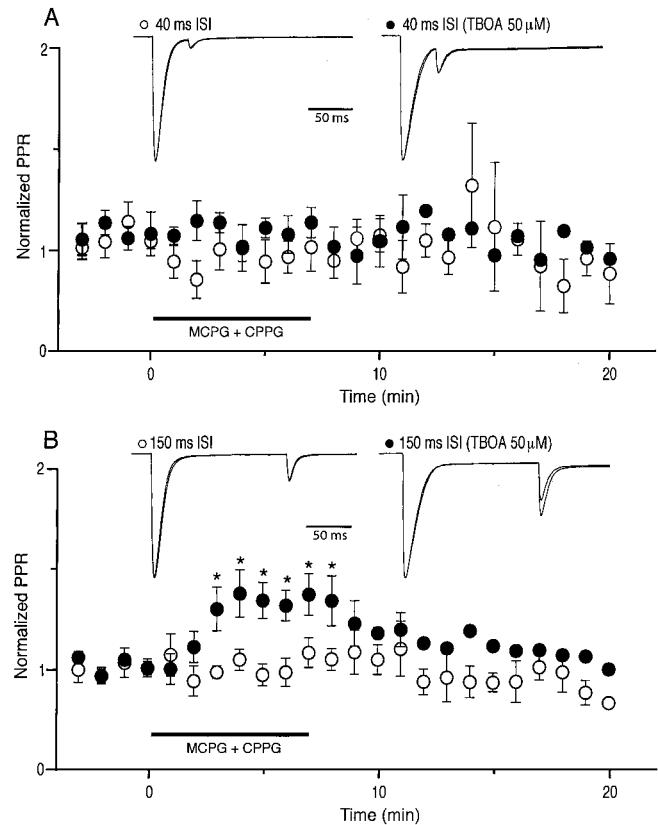 A
○ 40 ms ISI
● 40 ms ISI (TBOA 50 µM)
50 ms
2
1
0
Normalized PPR
MCPG + CPPG
0
10
20
Time (min)
B
○ 150 ms ISI
● 150 ms ISI (TBOA 50 µM)
50 ms
2
1
0
Normalized PPR
* * * * * *
MCPG + CPPG
0
10
20
Time (min)